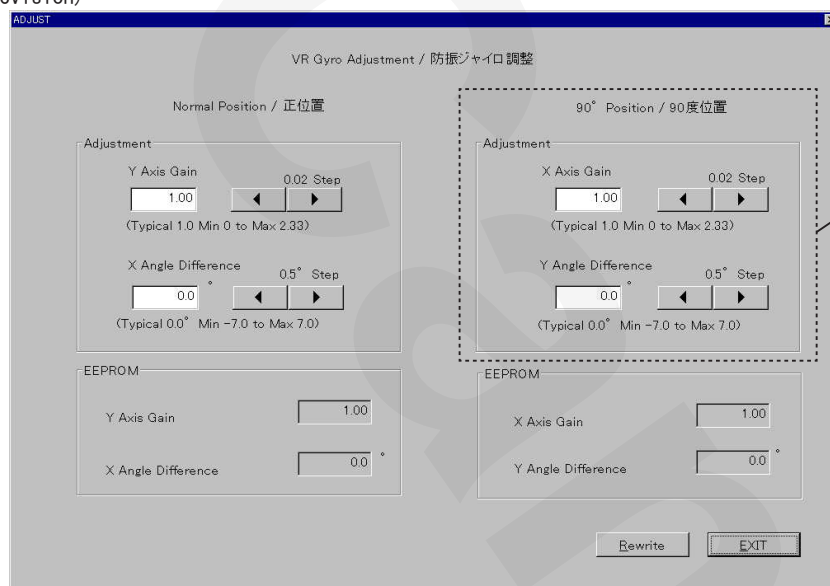 ADJUST
VR Gyro Adjustment / 防振ジャイロ調整
Normal Position / 正位置
Adjustment
Y Axis Gain
0.02 Step
1.00
(Typical 1.0 Min 0 to Max 2.33)
X Angle Difference
0.5° Step
0.0 °
(Typical 0.0° Min -7.0 to Max 7.0)
EEPROM
Y Axis Gain
1.00
X Angle Difference
0.0 °
90° Position / 90度位置
Adjustment
X Axis Gain
0.02 Step
1.00
(Typical 1.0 Min 0 to Max 2.33)
Y Angle Difference
0.5° Step
0.0 °
(Typical 0.0° Min -7.0 to Max 7.0)
EEPROM
X Axis Gain
1.00
Y Angle Difference
0.0 °
Rewrite
EXIT